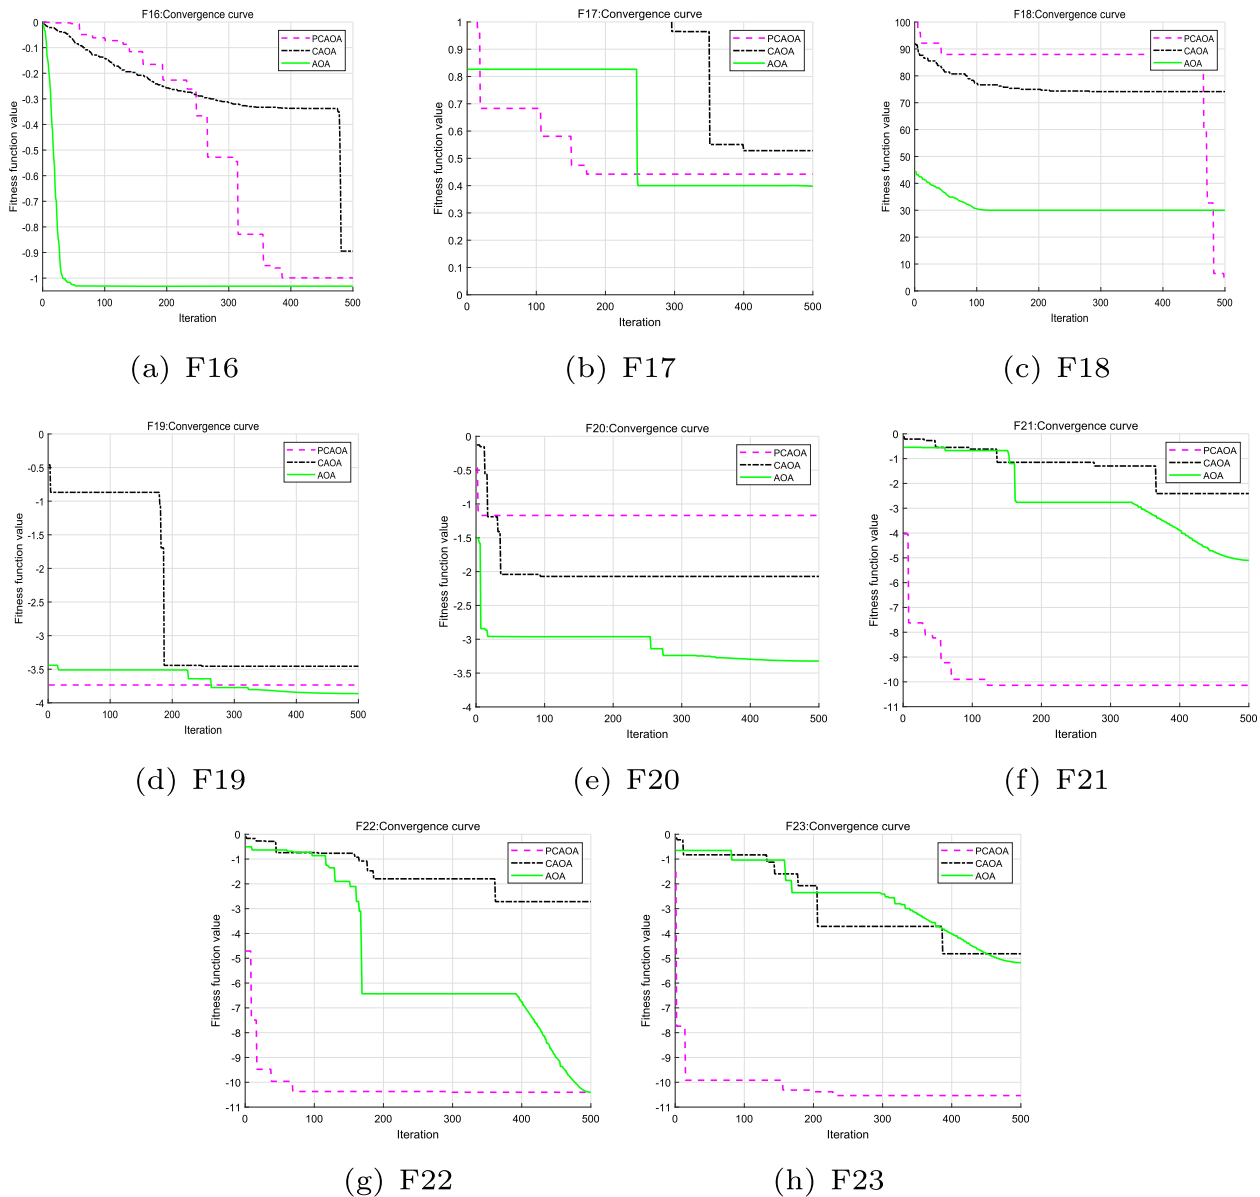 F16:Convergence curve
PCAOA
CAOA
AOA
Fitness function value
0
-0.1
-0.2
-0.3
-0.4
-0.5
-0.6
-0.7
-0.8
-0.9
-1
0 100 200 300 400 500
Iteration
(a) F16
F17:Convergence curve
PCAOA
CAOA
AOA
Fitness function value
1
0.9
0.8
0.7
0.6
0.5
0.4
0.3
0.2
0.1
0
0 100 200 300 400 500
Iteration
(b) F17
F18:Convergence curve
PCAOA
CAOA
AOA
Fitness function value
100
90
80
70
60
50
40
30
20
10
0
0 100 200 300 400 500
Iteration
(c) F18
F19:Convergence curve
PCAOA
CAOA
AOA
Fitness function value
0
-0.5
-1
-1.5
-2
-2.5
-3
-3.5
-4
0 100 200 300 400 500
Iteration
(d) F19
F20:Convergence curve
PCAOA
CAOA
AOA
Fitness function value
0
-0.5
-1
-1.5
-2
-2.5
-3
-3.5
-4
0 100 200 300 400 500
Iteration
(e) F20
F21:Convergence curve
PCAOA
CAOA
AOA
Fitness function value
0
-1
-2
-3
-4
-5
-6
-7
-8
-9
-10
-11
0 100 200 300 400 500
Iteration
(f) F21
F22:Convergence curve
PCAOA
CAOA
AOA
Fitness function value
0
-1
-2
-3
-4
-5
-6
-7
-8
-9
-10
-11
0 100 200 300 400 500
Iteration
(g) F22
F23:Convergence curve
PCAOA
CAOA
AOA
Fitness function value
0
-1
-2
-3
-4
-5
-6
-7
-8
-9
-10
-11
0 100 200 300 400 500
Iteration
(h) F23